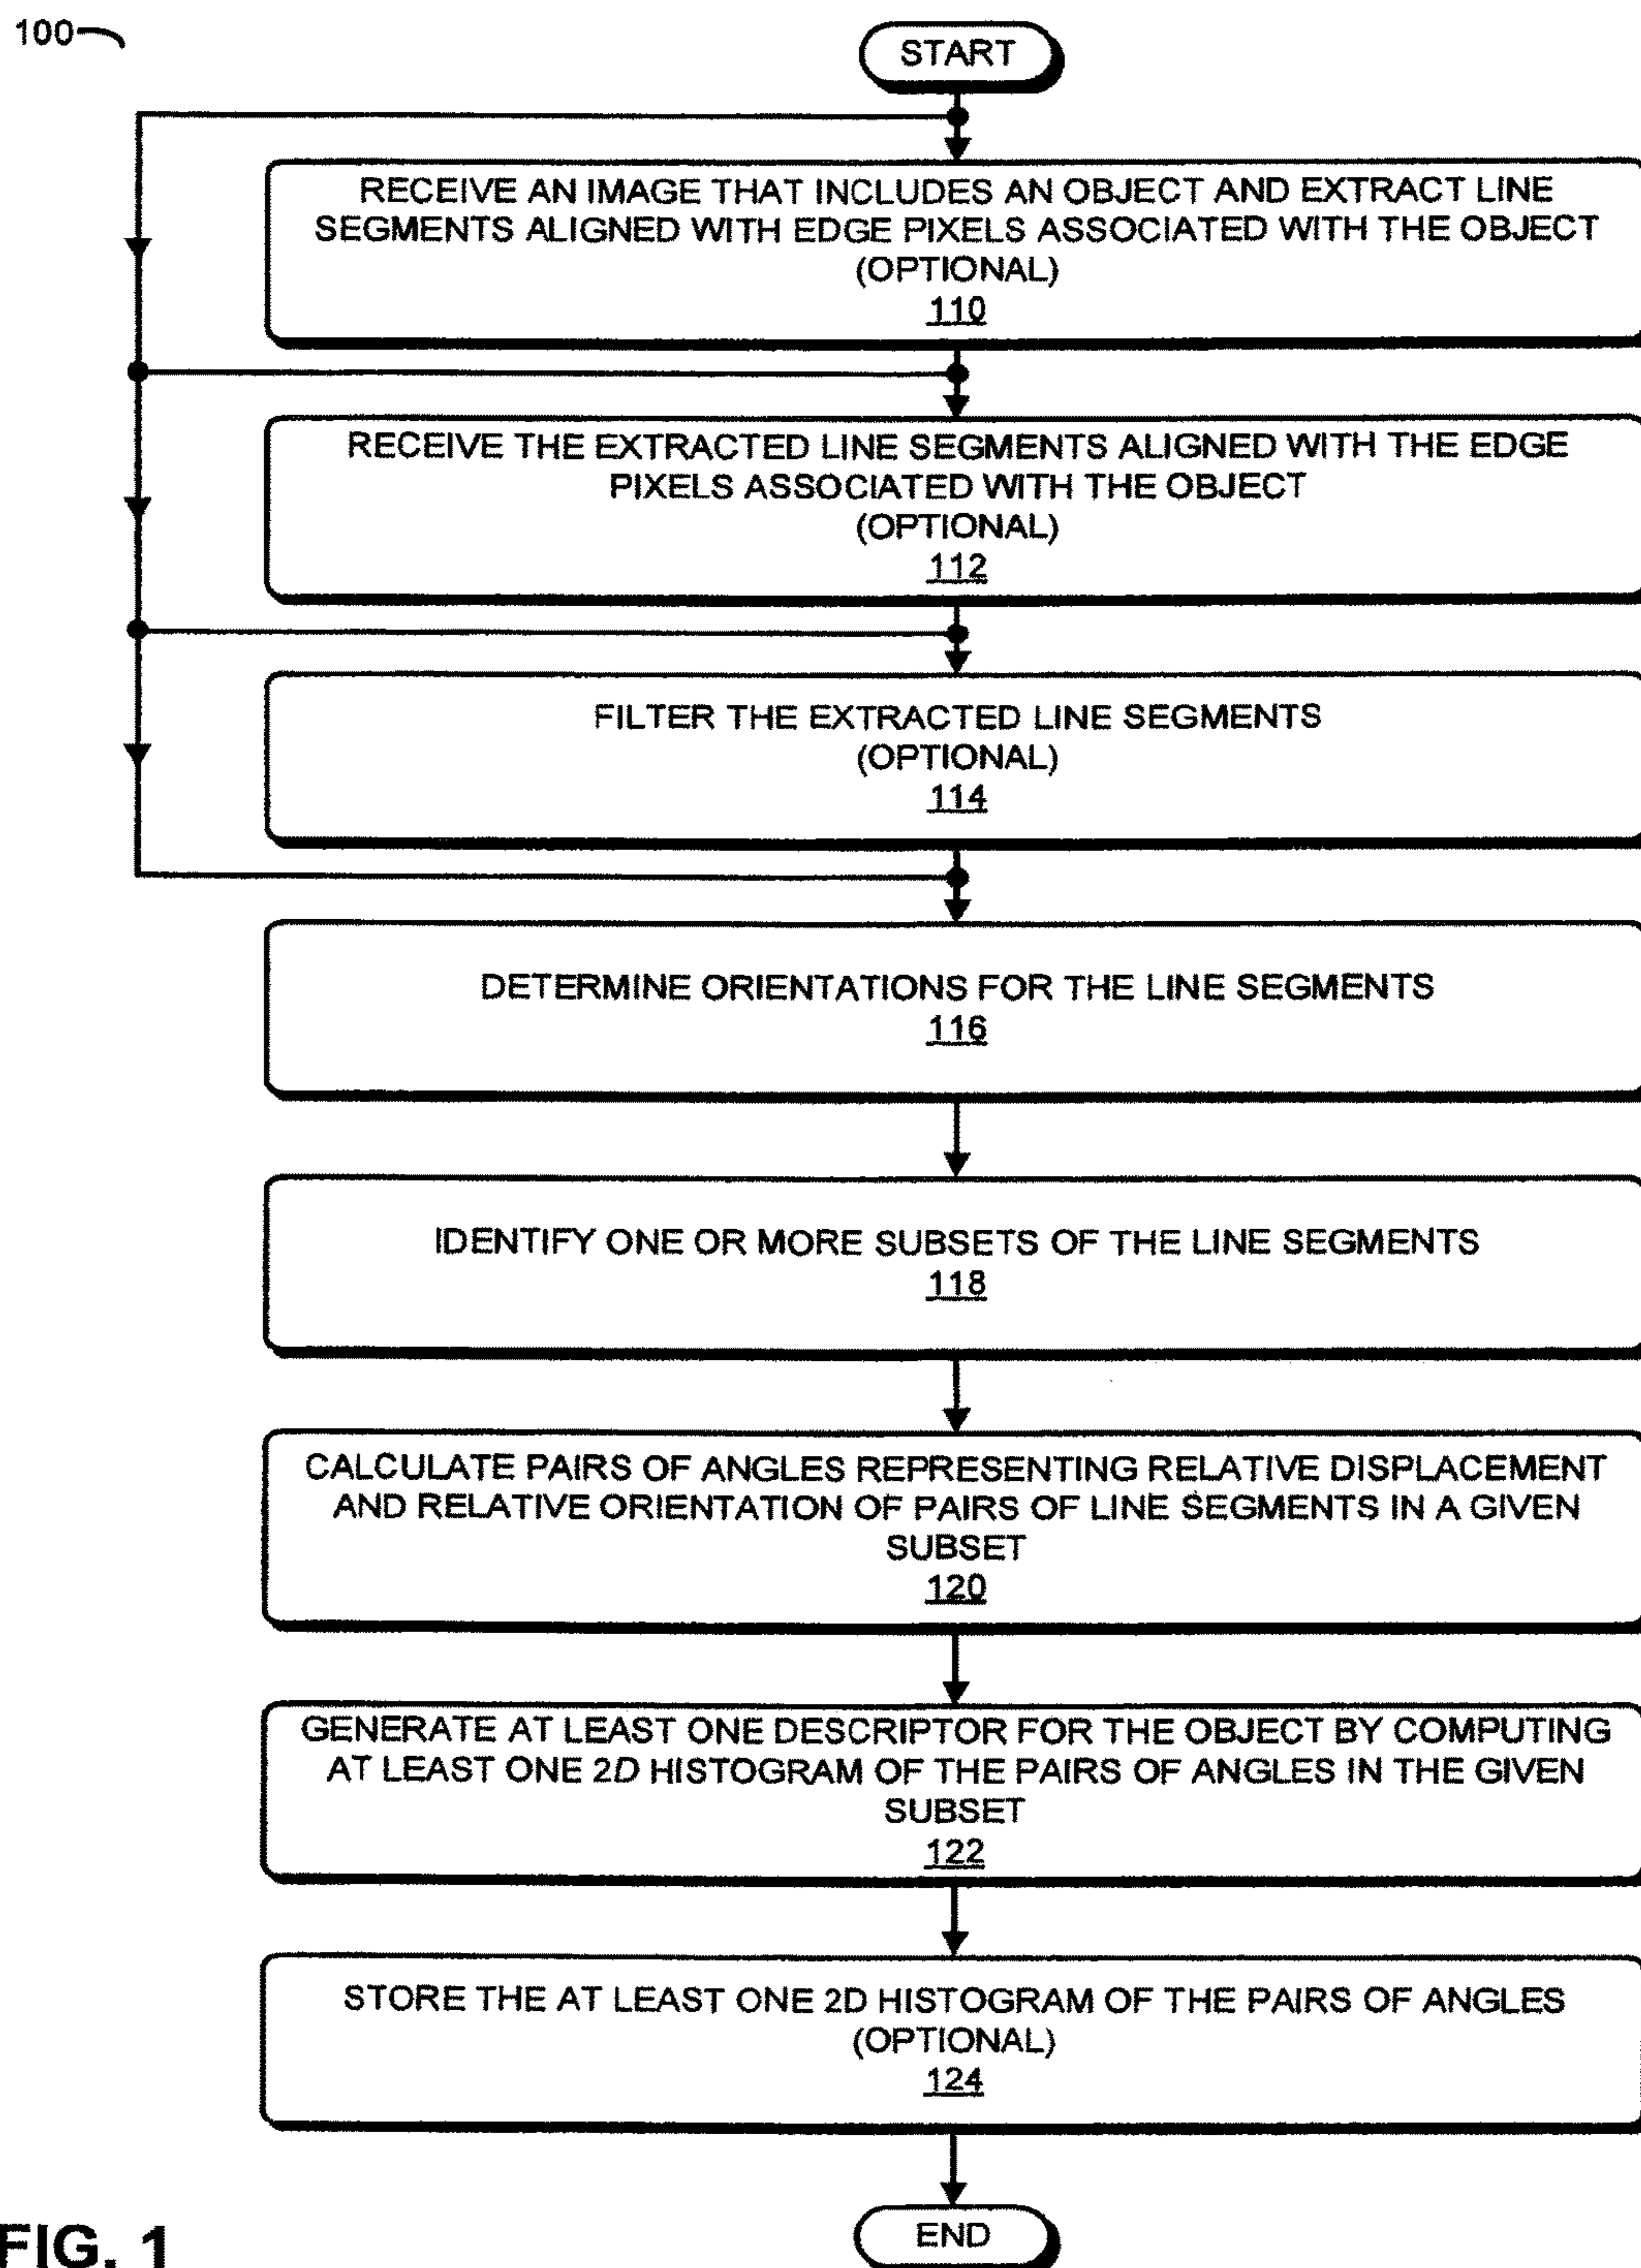 100
START
RECEIVE AN IMAGE THAT INCLUDES AN OBJECT AND EXTRACT LINE
SEGMENTS ALIGNED WITH EDGE PIXELS ASSOCIATED WITH THE OBJECT
(OPTIONAL)
110
RECEIVE THE EXTRACTED LINE SEGMENTS ALIGNED WITH THE EDGE
PIXELS ASSOCIATED WITH THE OBJECT
(OPTIONAL)
112
FILTER THE EXTRACTED LINE SEGMENTS
(OPTIONAL)
114
DETERMINE ORIENTATIONS FOR THE LINE SEGMENTS
116
IDENTIFY ONE OR MORE SUBSETS OF THE LINE SEGMENTS
118
CALCULATE PAIRS OF ANGLES REPRESENTING RELATIVE DISPLACEMENT
AND RELATIVE ORIENTATION OF PAIRS OF LINE SEGMENTS IN A GIVEN
SUBSET
120
GENERATE AT LEAST ONE DESCRIPTOR FOR THE OBJECT BY COMPUTING
AT LEAST ONE 2D HISTOGRAM OF THE PAIRS OF ANGLES IN THE GIVEN
SUBSET
122
STORE THE AT LEAST ONE 2D HISTOGRAM OF THE PAIRS OF ANGLES
(OPTIONAL)
124
END
FIG. 1